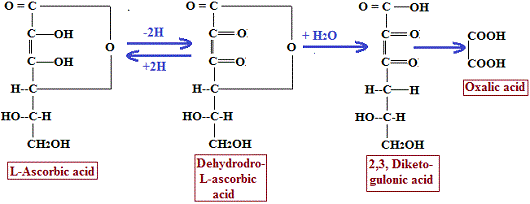 O = C
C - OH
C - OH
H - C
HO - C - H
CH2OH
O
L-Ascorbic acid
-2H
+2H
O = C
C = O
C = O
H - C
HO - C - H
CH2OH
O
Dehydrodro-
L-ascorbic
acid
+ H2O
O = C - OH
C = O
C = O
H - C - H
HO - C - H
CH2OH
2,3, Diketo-
gulonic acid
COOH
COOH
Oxalic acid